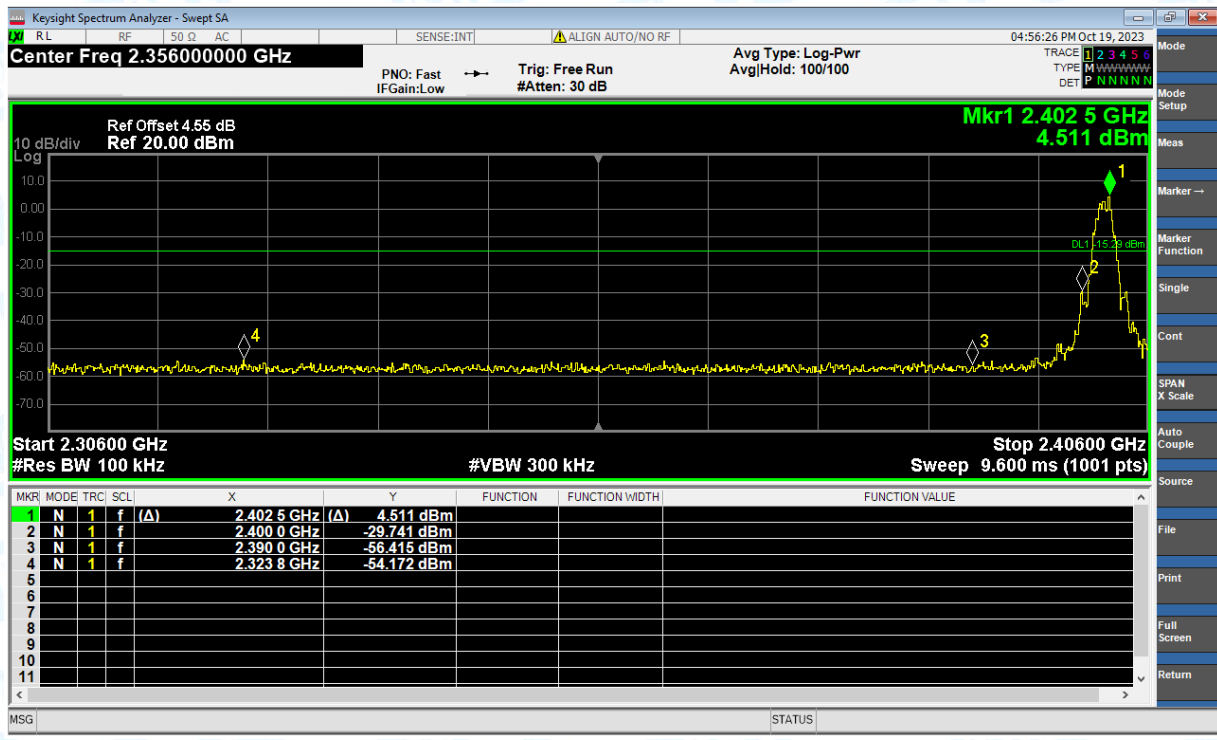 Keysight Spectrum Analyzer - Swept SA
LXI RL RF 50 Ω AC SENSE:INT ALIGN AUTO/NO RF 04:56:26 PM Oct 19, 2023
Center Freq 2.356000000 GHz
PNO: Fast
IFGain:Low
Trig: Free Run
#Atten: 30 dB
Avg Type: Log-Pwr
Avg|Hold: 100/100
TRACE 1 2 3 4 5 6
TYPE M WWWWW
DET P N N N N N
Ref Offset 4.55 dB
10 dB/div Ref 20.00 dBm
Log
Mkr1 2.402 5 GHz
4.511 dBm
10.0
0.00
-10.0
-20.0
-30.0
-40.0
-50.0
-60.0
-70.0
1
DL1 -15.29 dBm
2
3
4
Start 2.30600 GHz Stop 2.40600 GHz
#Res BW 100 kHz #VBW 300 kHz Sweep 9.600 ms (1001 pts)
MKR MODE TRC SCL X Y FUNCTION FUNCTION WIDTH FUNCTION VALUE
1 N 1 f (Δ) 2.402 5 GHz (Δ) 4.511 dBm
2 N 1 f 2.400 0 GHz -29.741 dBm
3 N 1 f 2.390 0 GHz -56.415 dBm
4 N 1 f 2.323 8 GHz -54.172 dBm
5
6
7
8
9
10
11
MSG STATUS
Mode
Mode
Setup
Meas
Marker →
Marker
Function
Single
Cont
SPAN
X Scale
Auto
Couple
Source
File
Print
Full
Screen
Return